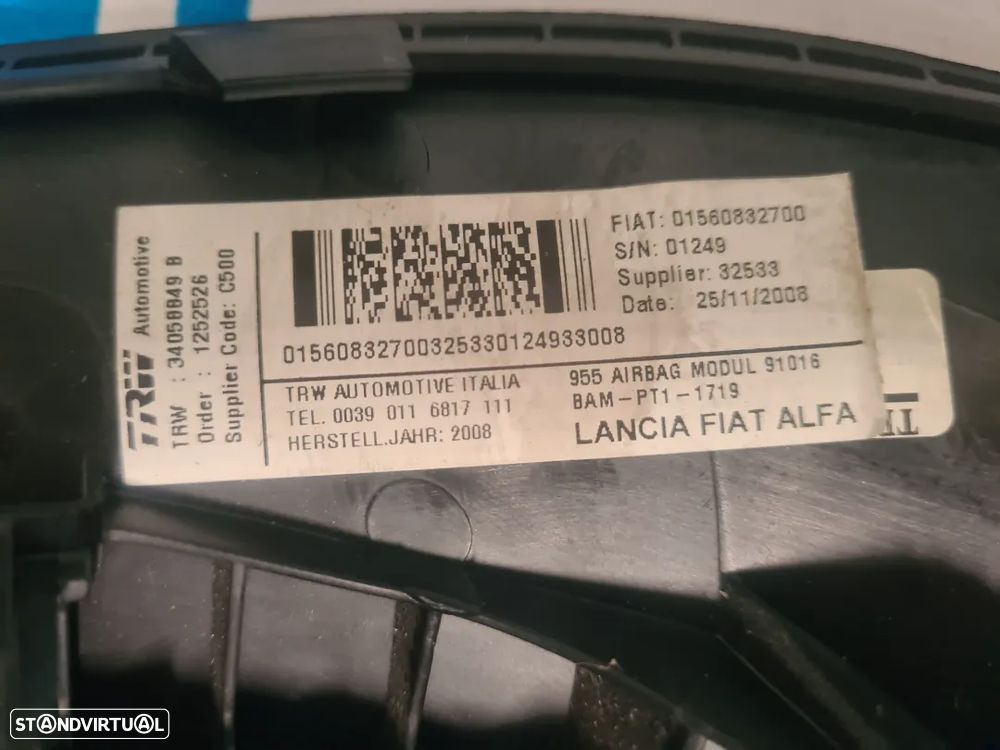 TRW Automotive
TRW : 34058849 B
Order : 1252526
Supplier Code: C500
FIAT: 01560832700
S/N: 01249
Supplier: 32533
Date: 25/11/2008
01560832700325330124933008
TRW AUTOMOTIVE ITALIA
TEL. 0039 011 6817 111
HERSTELL.JAHR: 2008
955 AIRBAG MODUL 91016
BAM-PT1-1719
LANCIA FIAT ALFA
STANDVIRTUAL